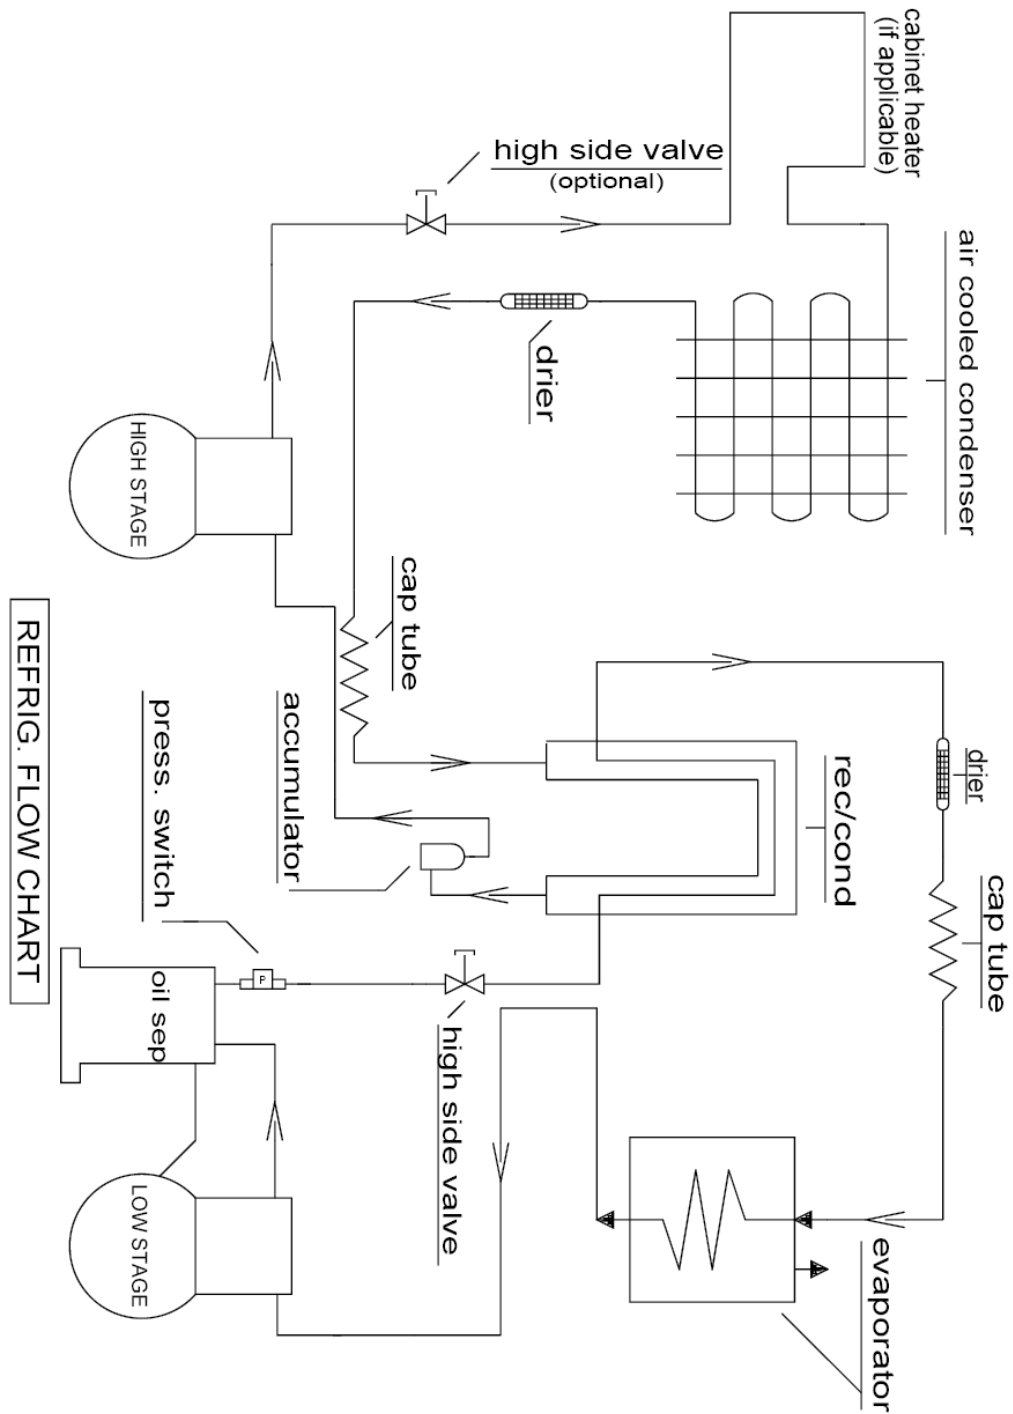 cabinet heater
(if applicable)
high side valve
(optional)
air cooled condenser
drier
HIGH STAGE
cap tube
REFRIG. FLOW CHART
press. switch
accumulator
rec/cond
drier
cap tube
P
oil sep
high side valve
LOW STAGE
evaporator